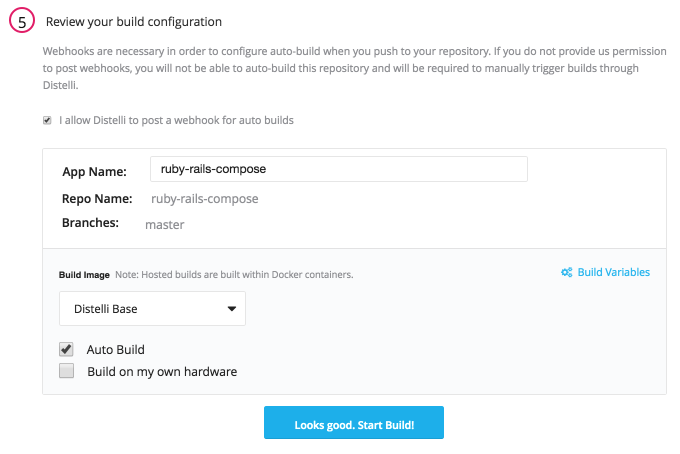 5 Review your build configuration
Webhooks are necessary in order to configure auto-build when you push to your repository. If you do not provide us permission
to post webhooks, you will not be able to auto-build this repository and will be required to manually trigger builds through
Distelli.
I allow Distelli to post a webhook for auto builds
App Name: ruby-rails-compose
Repo Name: ruby-rails-compose
Branches: master
Build Image Note: Hosted builds are built within Docker containers. Build Variables
Distelli Base
Auto Build
Build on my own hardware
Looks good. Start Build!